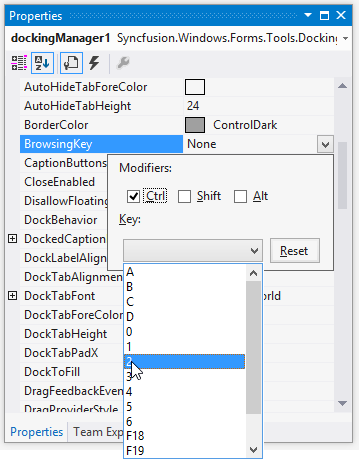 Properties
dockingManager1 Syncfusion.Windows.Forms.Tools.Docking
AutoHideTabForeColor
AutoHideTabHeight 24
BorderColor ControlDark
BrowsingKey None
CaptionButtons
CloseEnabled
DisallowFloating
DockBehavior
DockedCaption
DockLabelAlign
DockTabAlignment
DockTabFont
DockTabForeColor
DockTabHeight
DockTabPadX
DockToFill
DragFeedbackEven
DragProviderStyle
Modifiers:
Ctrl Shift Alt
Key:
Reset
A
B
C
D
0
1
2
3
4
5
6
F18
F19
Properties Team Exp